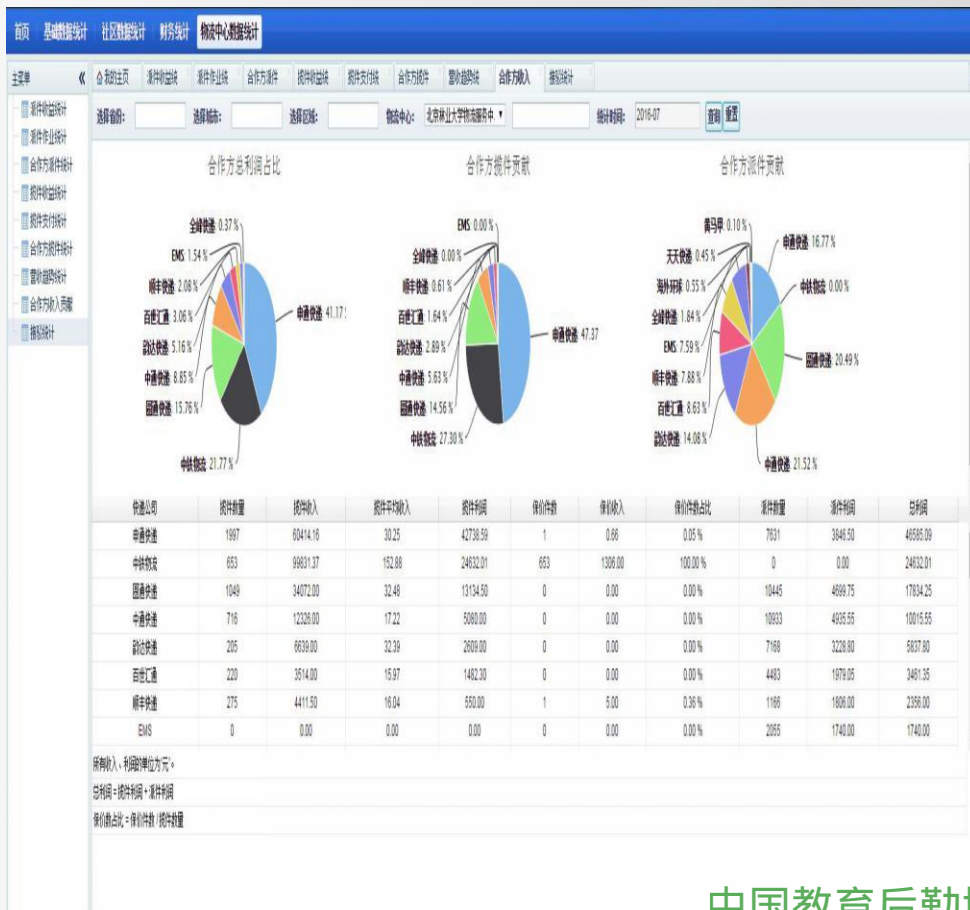 首页 基础数据统计 社区数据统计 财务统计 物流中心数据统计
主菜单 « 我的主页 派件收益统 派件作业统 合作方派件 揽件收益统 揽件支付统 合作方揽件 营收趋势统 合作方收入
选择省份: 选择城市: 选择区域: 物流中心: 北京林业大学物流服务中. 统计时间: 2016-07 查询 重置
派件收益统计
派件作业统计
合作方派件统计
揽件收益统计
揽件支付统计
合作方揽件统计
营收趋势统计
合作方收入贡献
合作方总利润占比 合作方揽件贡献 合作方派件贡献
全峰快递: 0.37 %
EMS: 1.54 %
顺丰快递: 2.08 %
百世汇通: 3.06 %
韵达快递: 5.16 %
中通快递: 8.85 %
圆通快递: 15.76 %
中铁物流: 21.77 %
申通快递: 41.17
EMS: 0.00 %
全峰快递: 0.00 %
顺丰快递: 0.61 %
百世汇通: 1.64 %
韵达快递: 2.89 %
中通快递: 5.63 %
圆通快递: 14.56 %
中铁物流: 27.30 %
申通快递: 47.37
黄马甲: 0.10 %
天天快递: 0.45 %
海外环球: 0.55 %
全峰快递: 1.84 %
EMS: 7.59 %
顺丰快递: 7.88 %
百世汇通: 8.63 %
韵达快递: 14.08 %
申通快递: 16.77 %
中铁物流: 0.00 %
圆通快递: 20.49 %
中通快递: 21.52 %
快递公司 揽件数量 揽件收入 揽件平均收入 揽件利润 保价件数 保价收入 保价件数占比 派件数量 派件利润 总利润
申通快递 1997 60414.16 30.25 42738.59 1 0.66 0.05 % 7631 3846.50 46585.09
中铁物流 653 99831.37 152.88 24632.01 653 1306.00 100.00 % 0 0.00 24632.01
圆通快递 1049 34072.00 32.48 13134.50 0 0.00 0.00 % 10445 4699.75 17834.25
中通快递 716 12326.00 17.22 5080.00 0 0.00 0.00 % 10933 4935.55 10015.55
韵达快递 205 6639.00 32.39 2609.00 0 0.00 0.00 % 7168 3228.80 5837.80
百世汇通 220 3514.00 15.97 1482.30 0 0.00 0.00 % 4483 1979.05 3461.35
顺丰快递 275 4411.50 16.04 550.00 1 5.00 0.36 % 1166 1806.00 2356.00
EMS 0 0.00 0.00 0.00 0 0.00 0.00 % 2055 1740.00 1740.00
所有收入、利润的单位为'元'。
总利润 = 揽件利润 + 派件利润
保价数占比 = 保价件数 / 揽件数量
中国教育后勤协